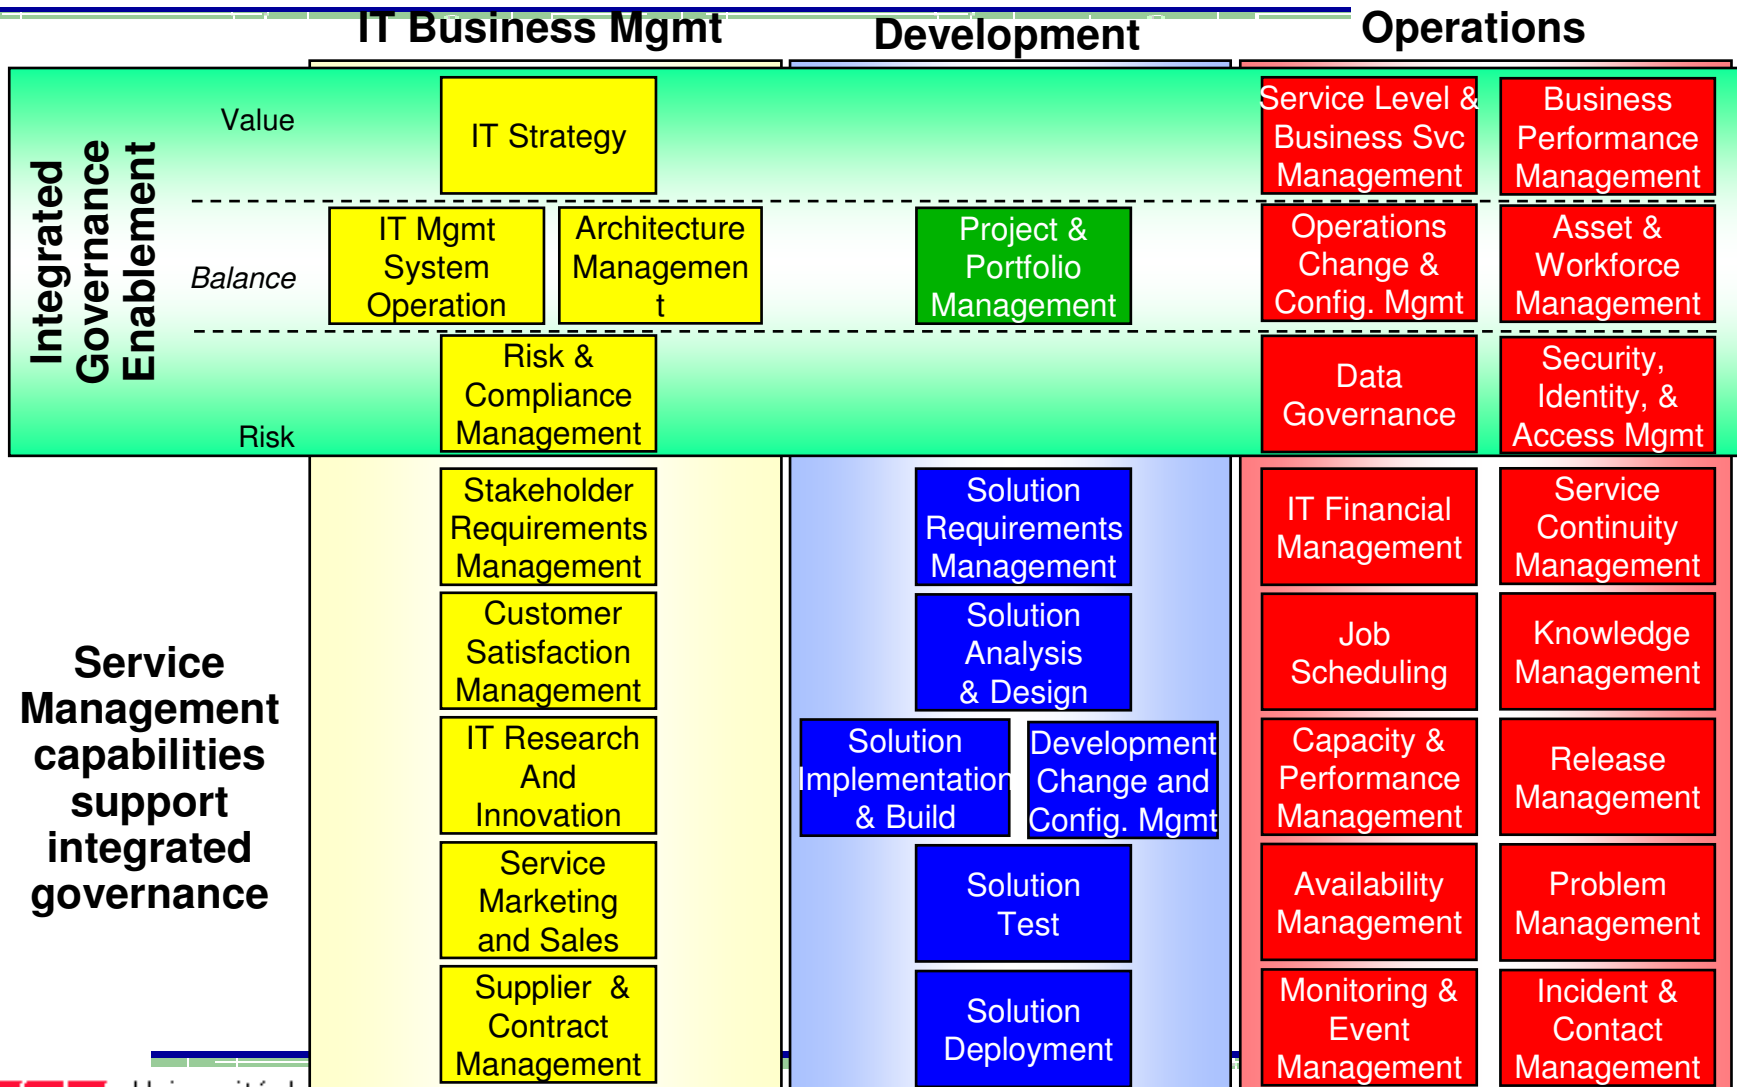 IT Business Mgmt
Development
Operations
Integrated
Governance
Enablement
Value
Balance
Risk
IT Strategy
Service Level &
Business Svc
Management
Business
Performance
Management
IT Mgmt
System
Operation
Architecture
Managemen
t
Project &
Portfolio
Management
Operations
Change &
Config. Mgmt
Asset &
Workforce
Management
Risk &
Compliance
Management
Data
Governance
Security,
Identity, &
Access Mgmt
Service
Management
capabilities
support
integrated
governance
Stakeholder
Requirements
Management
Solution
Requirements
Management
IT Financial
Management
Service
Continuity
Management
Customer
Satisfaction
Management
Solution
Analysis
& Design
Job
Scheduling
Knowledge
Management
IT Research
And
Innovation
Solution
Implementation
& Build
Development
Change and
Config. Mgmt
Capacity &
Performance
Management
Release
Management
Service
Marketing
and Sales
Solution
Test
Availability
Management
Problem
Management
Supplier &
Contract
Management
Solution
Deployment
Monitoring &
Event
Management
Incident &
Contact
Management